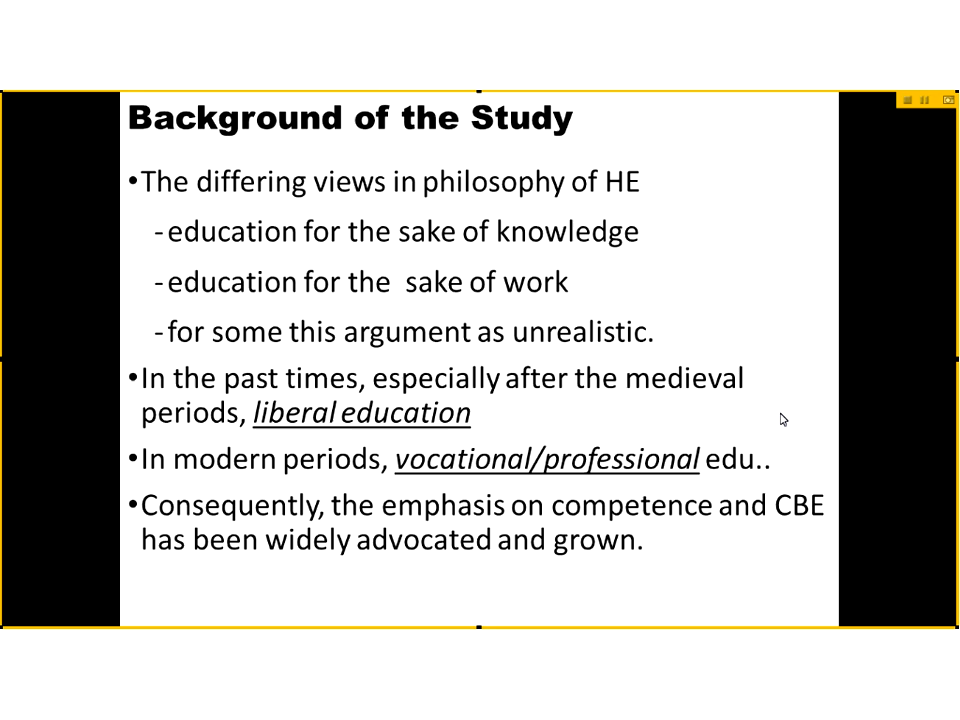 Background of the Study
•The differing views in philosophy of HE
- education for the sake of knowledge
- education for the  sake of work
- for some this argument as unrealistic.
•In the past times, especially after the medieval
periods, liberal education
•In modern periods, vocational/professional edu..
•Consequently, the emphasis on competence and CBE
has been widely advocated and grown.